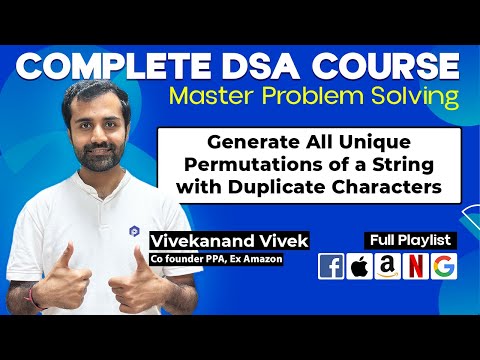 COMPLETE DSA COURSE
Master Problem Solving
Generate All Unique
Permutations of a String
with Duplicate Characters
Vivekanand Vivek
Co founder PPA, Ex Amazon
Full Playlist